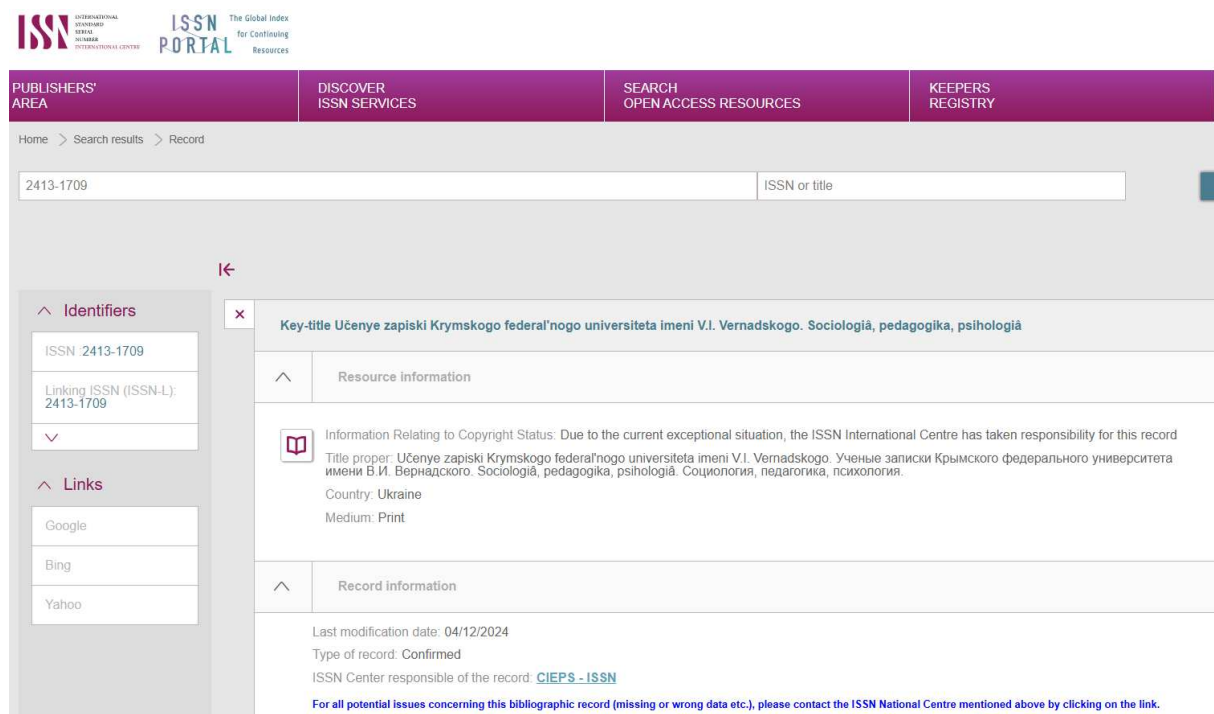 ISSN
INTERNATIONAL
STANDARD
SERIAL
NUMBER
INTERNATIONAL CENTRE
ISSN
PORTAL
The Global Index
for Continuing
Resources
PUBLISHERS'
AREA
DISCOVER
ISSN SERVICES
SEARCH
OPEN ACCESS RESOURCES
KEEPERS
REGISTRY
Home > Search results > Record
2413-1709
ISSN or title
Identifiers
ISSN :2413-1709
Linking ISSN (ISSN-L):
2413-1709
Links
Google
Bing
Yahoo
Key-title Učenye zapiski Krymskogo federal'nogo universiteta imeni V.I. Vernadskogo. Sociologiâ, pedagogika, psihologiâ
Resource information
Information Relating to Copyright Status: Due to the current exceptional situation, the ISSN International Centre has taken responsibility for this record
Title proper: Učenye zapiski Krymskogo federal'nogo universiteta imeni V.I. Vernadskogo. Ученые записки Крымского федерального университета
имени В.И. Вернадского. Sociologiâ, pedagogika, psihologiâ. Социология, педагогика, психология.
Country: Ukraine
Medium: Print
Record information
Last modification date: 04/12/2024
Type of record: Confirmed
ISSN Center responsible of the record: CIEPS - ISSN
For all potential issues concerning this bibliographic record (missing or wrong data etc.), please contact the ISSN National Centre mentioned above by clicking on the link.